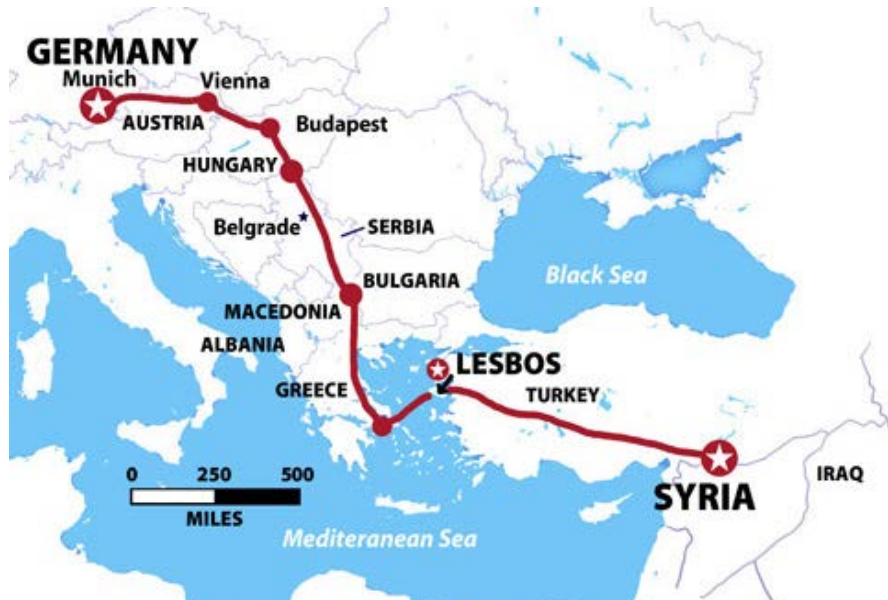 GERMANY
Munich
Vienna
AUSTRIA
Budapest
HUNGARY
Belgrade
SERBIA
Black Sea
BULGARIA
MACEDONIA
ALBANIA
LESBOS
GREECE
TURKEY
0 250 500
MILES
IRAQ
SYRIA
Mediteranean Sea